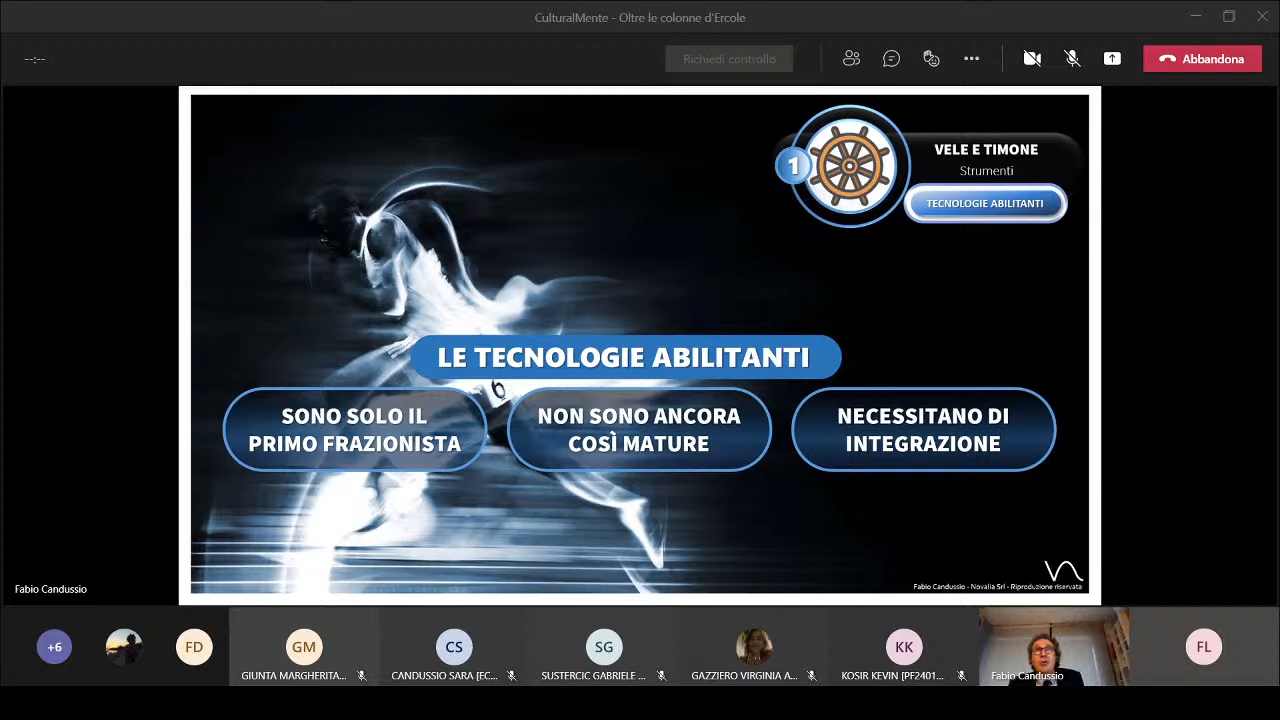 CulturalMente - Oltre le colonne d'Ercole
--:--
Richiedi controllo
Abbandona
1
VELE E TIMONE
Strumenti
TECNOLOGIE ABILITANTI
LE TECNOLOGIE ABILITANTI
SONO SOLO IL
PRIMO FRAZIONISTA
NON SONO ANCORA
COSÌ MATURE
NECESSITANO DI
INTEGRAZIONE
6
Fabio Candussio - Novalia Srl - Riproduzione riservata
Fabio Candussio
+6
FD
GM
GIUNTA MARGHERITA...
CS
CANDUSSIO SARA [EC...
SG
SUSTERCIC GABRIELE ...
GAZZIERO VIRGINIA A...
KK
KOSIR KEVIN [PF2401...
Fabio Candussio
FL